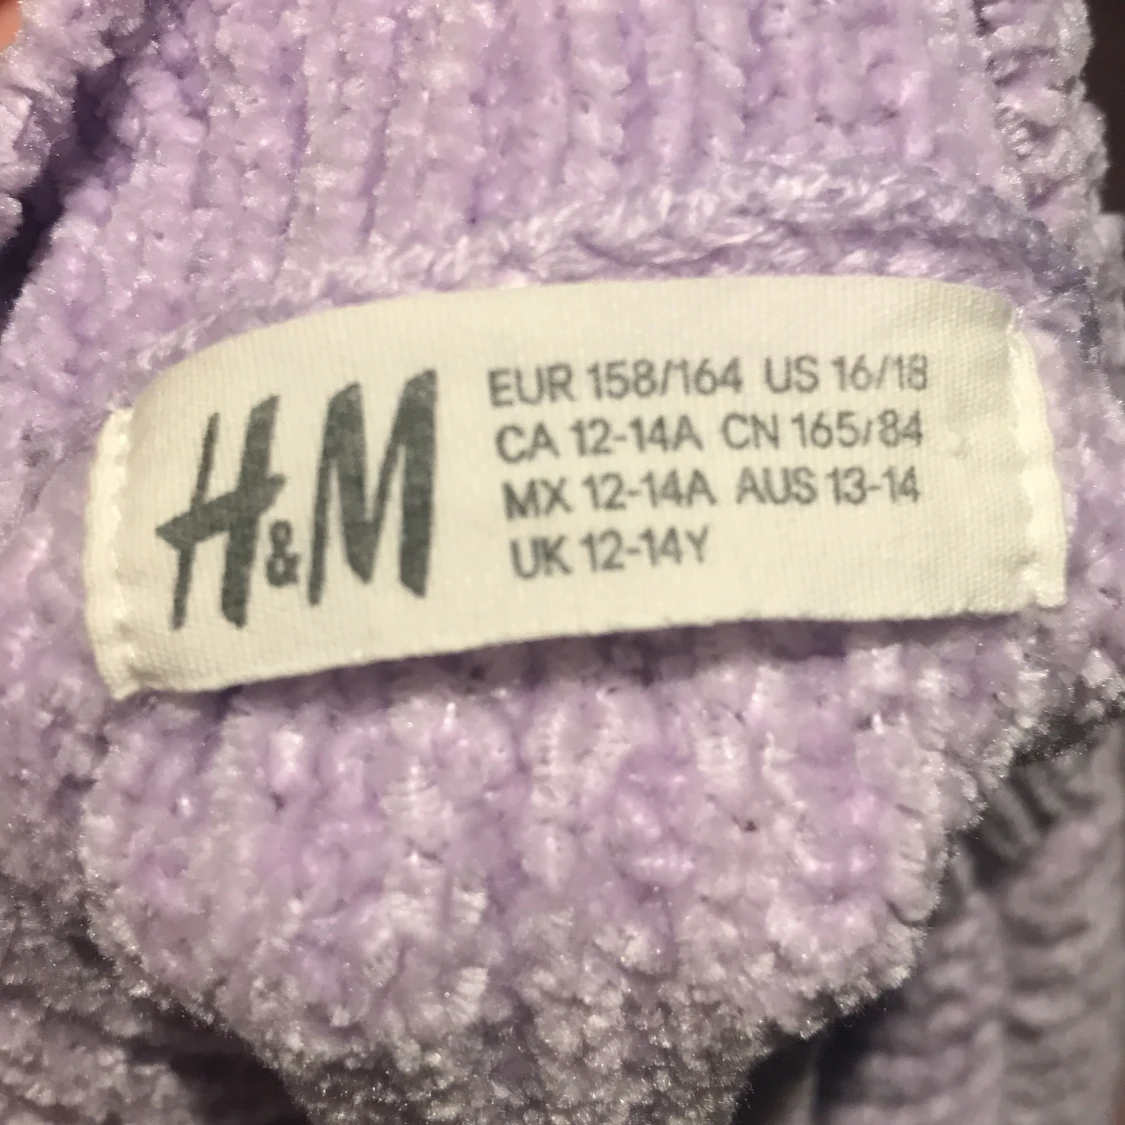 H&M
EUR 158/164 US 16/18
CA 12-14A CN 165/84
MX 12-14A AUS 13-14
UK 12-14Y